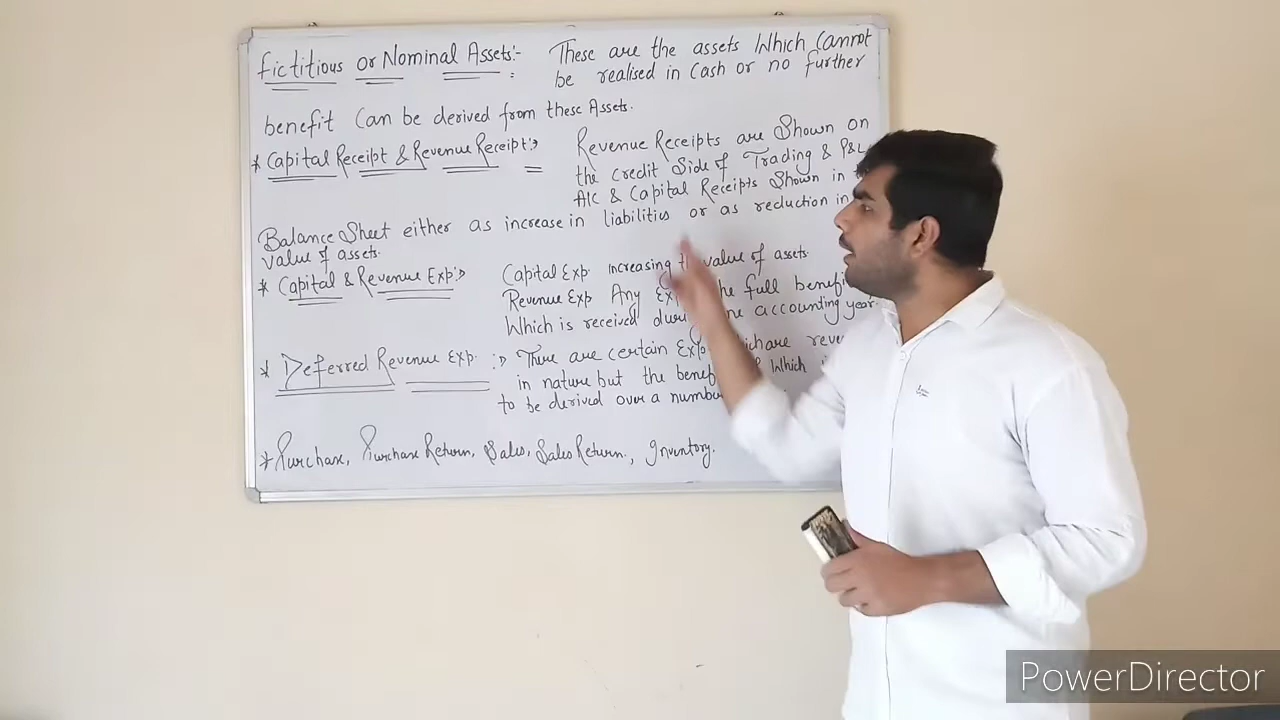 Fictitious or Nominal Assets:- These are the assets Which Cannot
be realised in Cash or no further
benefit Can be derived from these Assets.
* Capital Receipt & Revenue Receipt:- Revenue Receipts are Shown on
the credit Side of Trading & P&L
A/C & Capital Receipts Shown in
Balance Sheet either as increase in liabilities or as reduction in
value of assets.
* Capital & Revenue Exp:- Capital Exp. increasing the value of assets.
Revenue Exp Any the full
Which is received accounting year.
* Deferred Revenue Exp. :- There are certain Exp. which are
in nature but the Which
to be derived over a
* Purchase, Purchase Return, Sales, Sales Return, Inventory.
PowerDirector